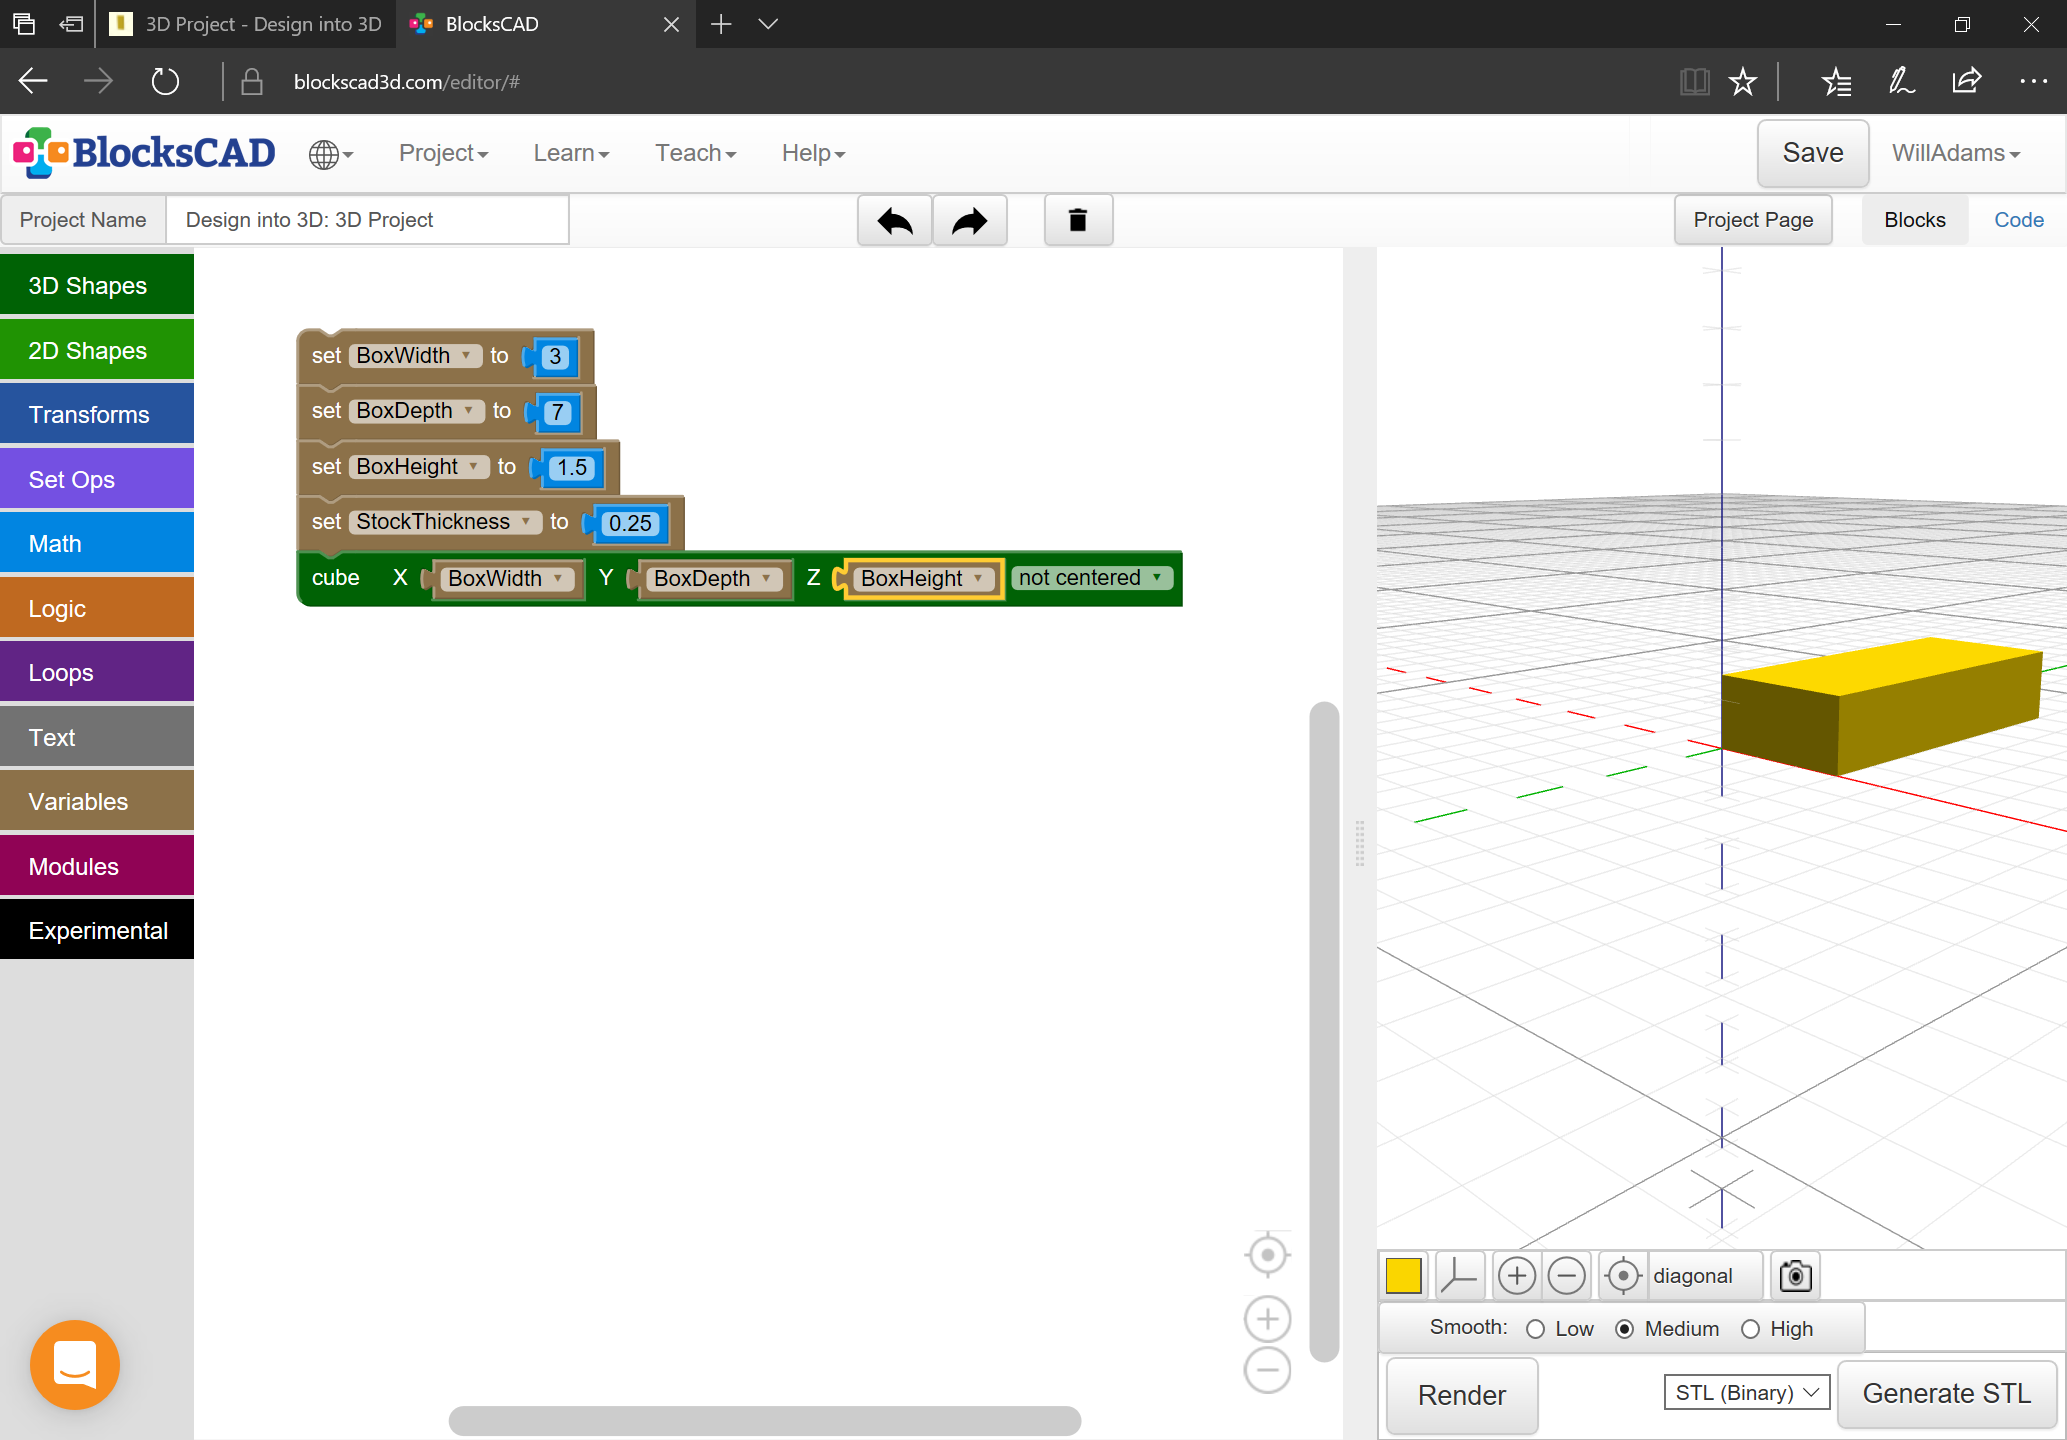 3D Project - Design into 3D
BlocksCAD
blockscad3d.com/editor/#
BlocksCAD Project Learn Teach Help Save WillAdams
Project Name Design into 3D: 3D Project Project Page Blocks Code
3D Shapes
2D Shapes
Transforms
Set Ops
Math
Logic
Loops
Text
Variables
Modules
Experimental
set BoxWidth to 3
set BoxDepth to 7
set BoxHeight to 1.5
set StockThickness to 0.25
cube X BoxWidth Y BoxDepth Z BoxHeight not centered
diagonal
Smooth: Low Medium High
Render STL (Binary) Generate STL